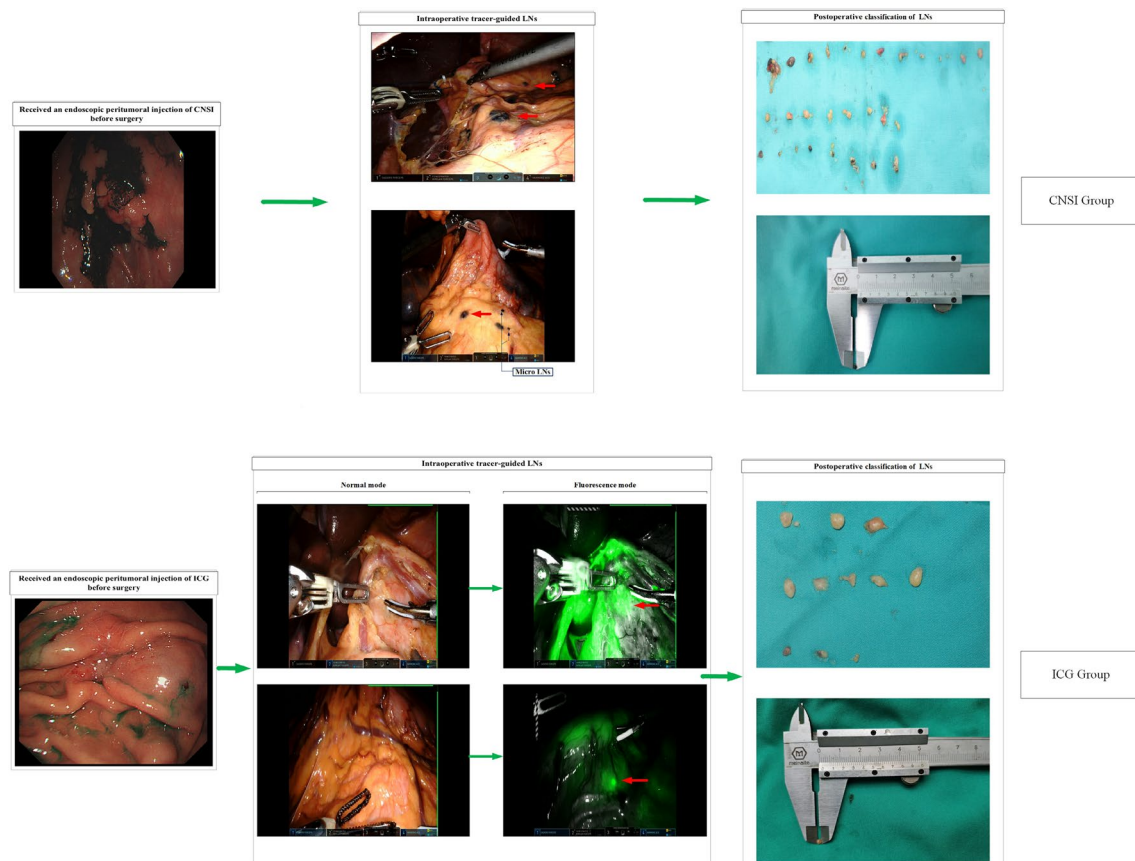 Intraoperative tracer-guided LNs
Postoperative classification of LNs
Received an endoscopic peritumoral injection of CNSI
before surgery
CNSI Group
Micro LNs
Intraoperative tracer-guided LNs
Postoperative classification of LNs
Normal mode
Fluorescence mode
Received an endoscopic peritumoral injection of ICG
before surgery
ICG Group